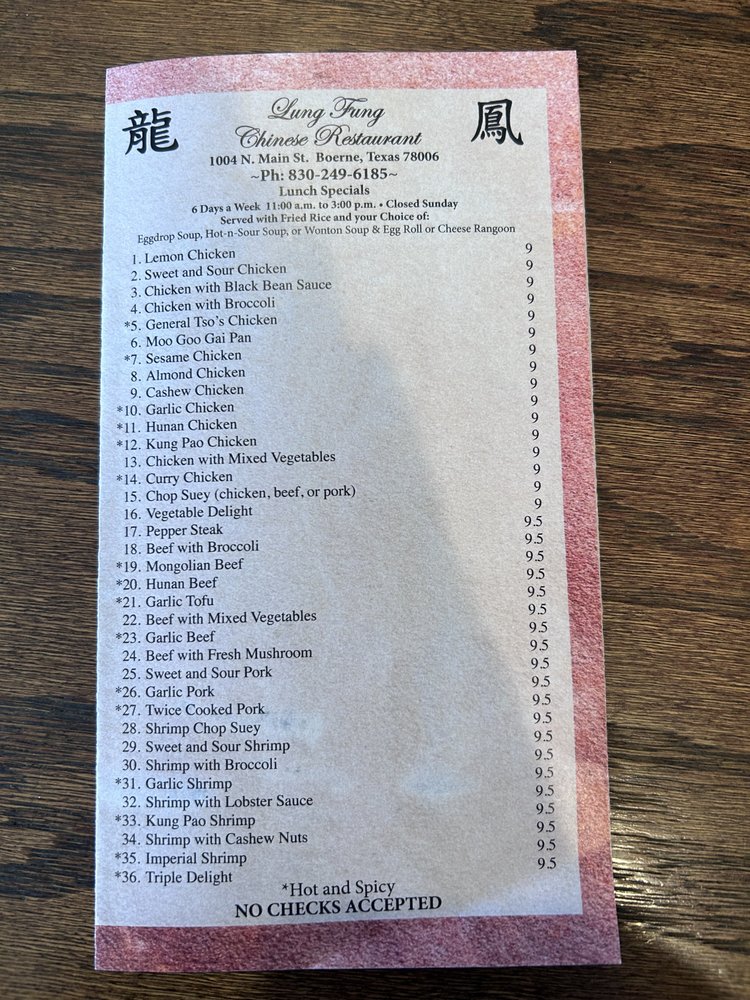 龍 鳳
Lung Fung
Chinese Restaurant
1004 N. Main St. Boerne, Texas 78006
~Ph: 830-249-6185~
Lunch Specials
6 Days a Week 11:00 a.m. to 3:00 p.m. • Closed Sunday
Served with Fried Rice and your Choice of:
Eggdrop Soup, Hot-n-Sour Soup, or Wonton Soup & Egg Roll or Cheese Rangoon
1. Lemon Chicken 9
2. Sweet and Sour Chicken 9
3. Chicken with Black Bean Sauce 9
4. Chicken with Broccoli 9
*5. General Tso's Chicken 9
6. Moo Goo Gai Pan 9
*7. Sesame Chicken 9
8. Almond Chicken 9
9. Cashew Chicken 9
*10. Garlic Chicken 9
*11. Hunan Chicken 9
*12. Kung Pao Chicken 9
13. Chicken with Mixed Vegetables 9
*14. Curry Chicken 9
15. Chop Suey (chicken, beef, or pork) 9
16. Vegetable Delight 9
17. Pepper Steak 9.5
18. Beef with Broccoli 9.5
*19. Mongolian Beef 9.5
*20. Hunan Beef 9.5
*21. Garlic Tofu 9.5
22. Beef with Mixed Vegetables 9.5
*23. Garlic Beef 9.5
24. Beef with Fresh Mushroom 9.5
25. Sweet and Sour Pork 9.5
*26. Garlic Pork 9.5
*27. Twice Cooked Pork 9.5
28. Shrimp Chop Suey 9.5
29. Sweet and Sour Shrimp 9.5
30. Shrimp with Broccoli 9.5
*31. Garlic Shrimp 9.5
32. Shrimp with Lobster Sauce 9.5
*33. Kung Pao Shrimp 9.5
34. Shrimp with Cashew Nuts 9.5
*35. Imperial Shrimp 9.5
*36. Triple Delight 9.5
*Hot and Spicy
NO CHECKS ACCEPTED